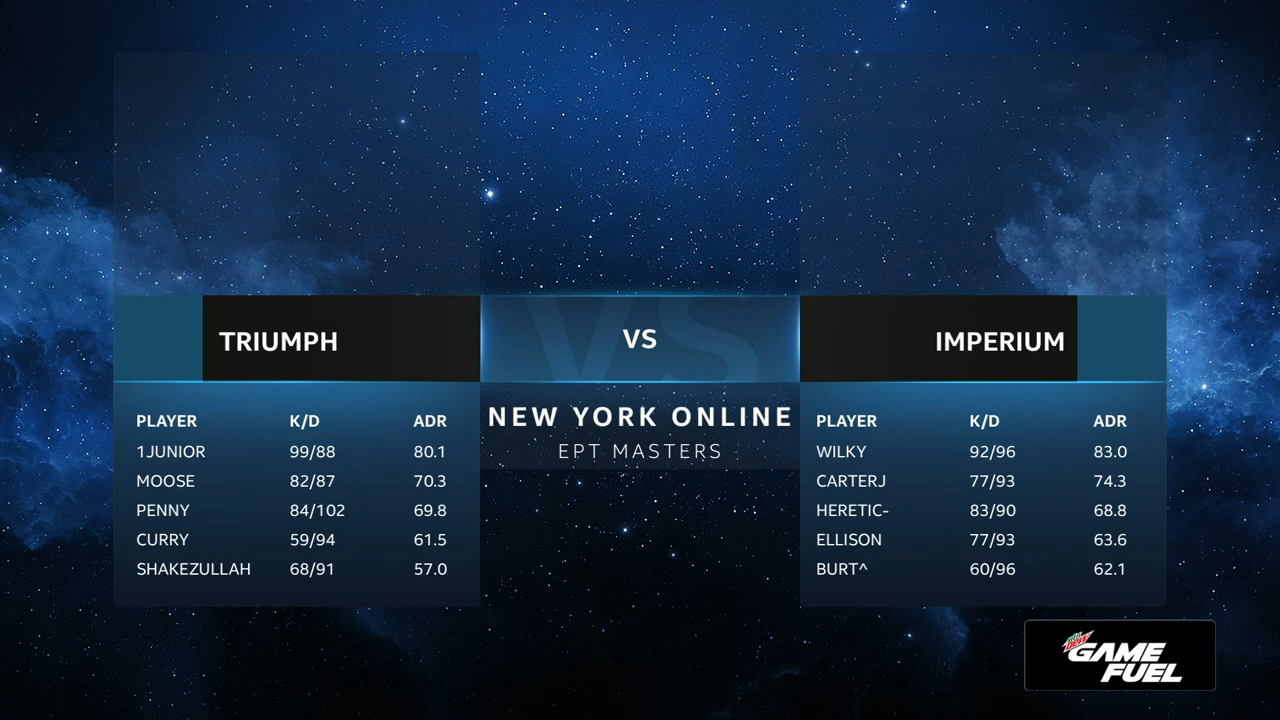 TRIUMPH
VS
IMPERIUM
NEW YORK ONLINE
EPT MASTERS
PLAYER K/D ADR
1JUNIOR 99/88 80.1
MOOSE 82/87 70.3
PENNY 84/102 69.8
CURRY 59/94 61.5
SHAKEZULLAH 68/91 57.0
PLAYER K/D ADR
WILKY 92/96 83.0
CARTERJ 77/93 74.3
HERETIC- 83/90 68.8
ELLISON 77/93 63.6
BURT^ 60/96 62.1
mtn dew
GAME
FUEL